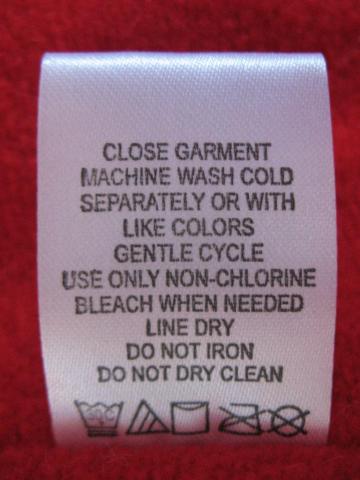 CLOSE GARMENT
MACHINE WASH COLD
SEPARATELY OR WITH
LIKE COLORS
GENTLE CYCLE
USE ONLY NON-CHLORINE
BLEACH WHEN NEEDED
LINE DRY
DO NOT IRON
DO NOT DRY CLEAN